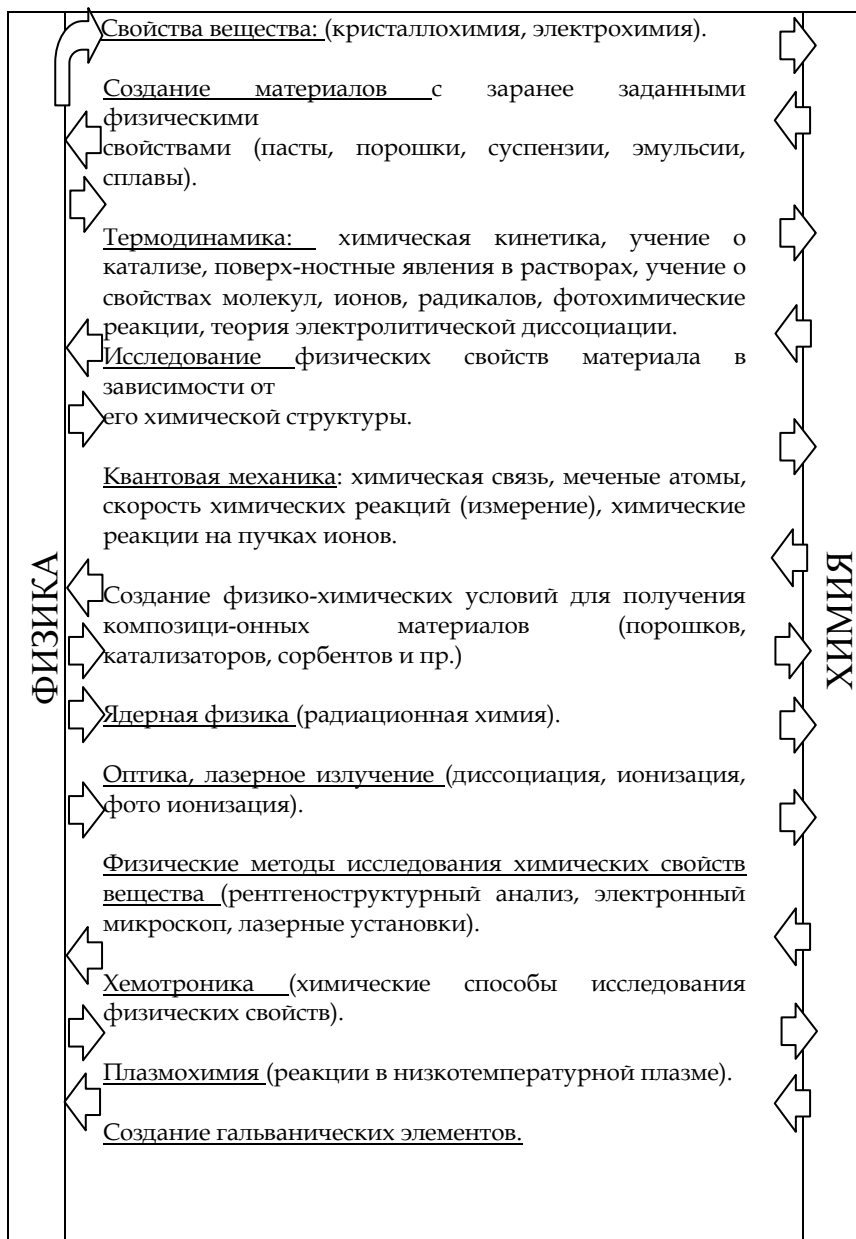 Свойства вещества: (кристаллохимия, электрохимия).
Создание материалов с заранее заданными
физическими
свойствами (пасты, порошки, суспензии, эмульсии,
сплавы).
Термодинамика: химическая кинетика, учение о
катализе, поверх-ностные явления в растворах, учение о
свойствах молекул, ионов, радикалов, фотохимические
реакции, теория электролитической диссоциации.
Исследование физических свойств материала в
зависимости от
его химической структуры.
Квантовая механика: химическая связь, меченые атомы,
скорость химических реакций (измерение), химические
реакции на пучках ионов.
ФИЗИКА
ХИМИЯ
Создание физико-химических условий для получения
композици-онных материалов (порошков,
катализаторов, сорбентов и пр.)
Ядерная физика (радиационная химия).
Оптика, лазерное излучение (диссоциация, ионизация,
фото ионизация).
Физические методы исследования химических свойств
вещества (рентгеноструктурный анализ, электронный
микроскоп, лазерные установки).
Хемотроника (химические способы исследования
физических свойств).
Плазмохимия (реакции в низкотемпературной плазме).
Создание гальванических элементов.